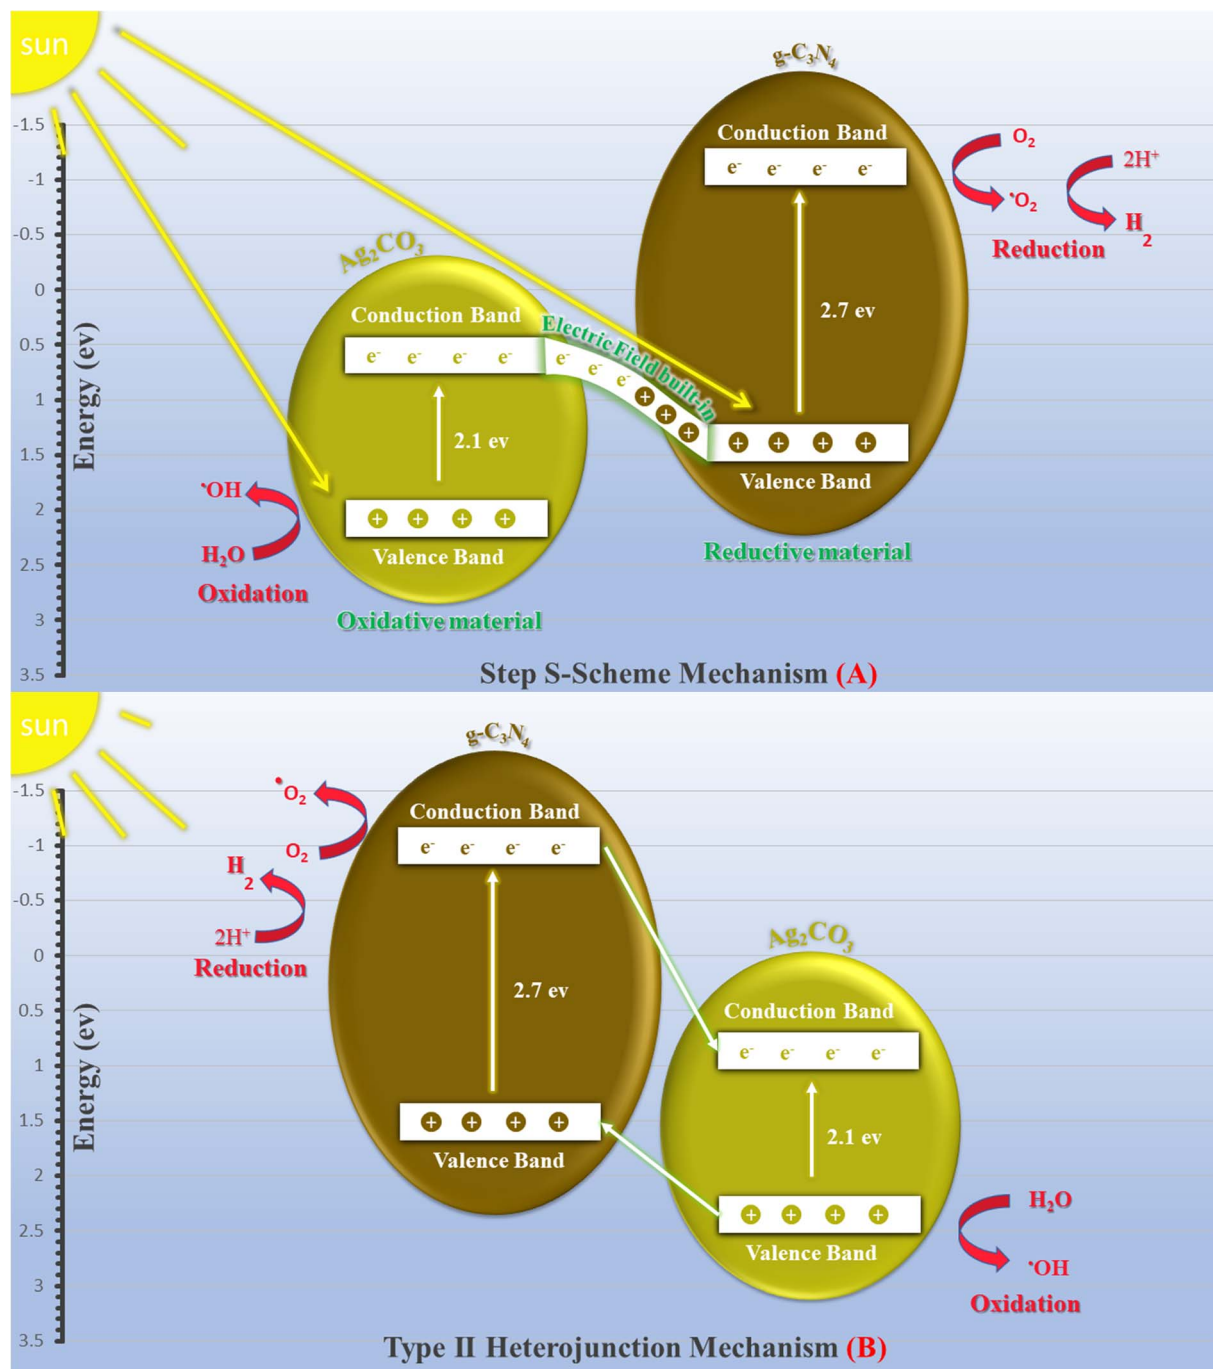 sun
g-C₃N₄
-1.5
Conduction Band
O₂
2H⁺
e⁻ e⁻ e⁻ e⁻
-1
•O₂
H₂
Reduction
-0.5
Ag₂CO₃
0
Conduction Band
2.7 ev
Electric Field built-in
0.5
e⁻ e⁻ e⁻ e⁻ e⁻ e⁻ e⁻ + + +
1
Energy (ev)
2.1 ev
+ + + +
1.5
Valence Band
•OH
2
+ + + +
H₂O
Valence Band
Reductive material
2.5
Oxidation
Oxidative material
3
3.5
Step S-Scheme Mechanism (A)
sun
g-C₃N₄
-1.5
•O₂
Conduction Band
O₂
-1
e⁻ e⁻ e⁻ e⁻
H₂
-0.5
2H⁺
Reduction
Ag₂CO₃
0
2.7 ev
0.5
Conduction Band
e⁻ e⁻ e⁻ e⁻
1
Energy (ev)
+ + + +
1.5
2.1 ev
Valence Band
2
H₂O
+ + + +
2.5
Valence Band
•OH
3
Oxidation
3.5
Type II Heterojunction Mechanism (B)